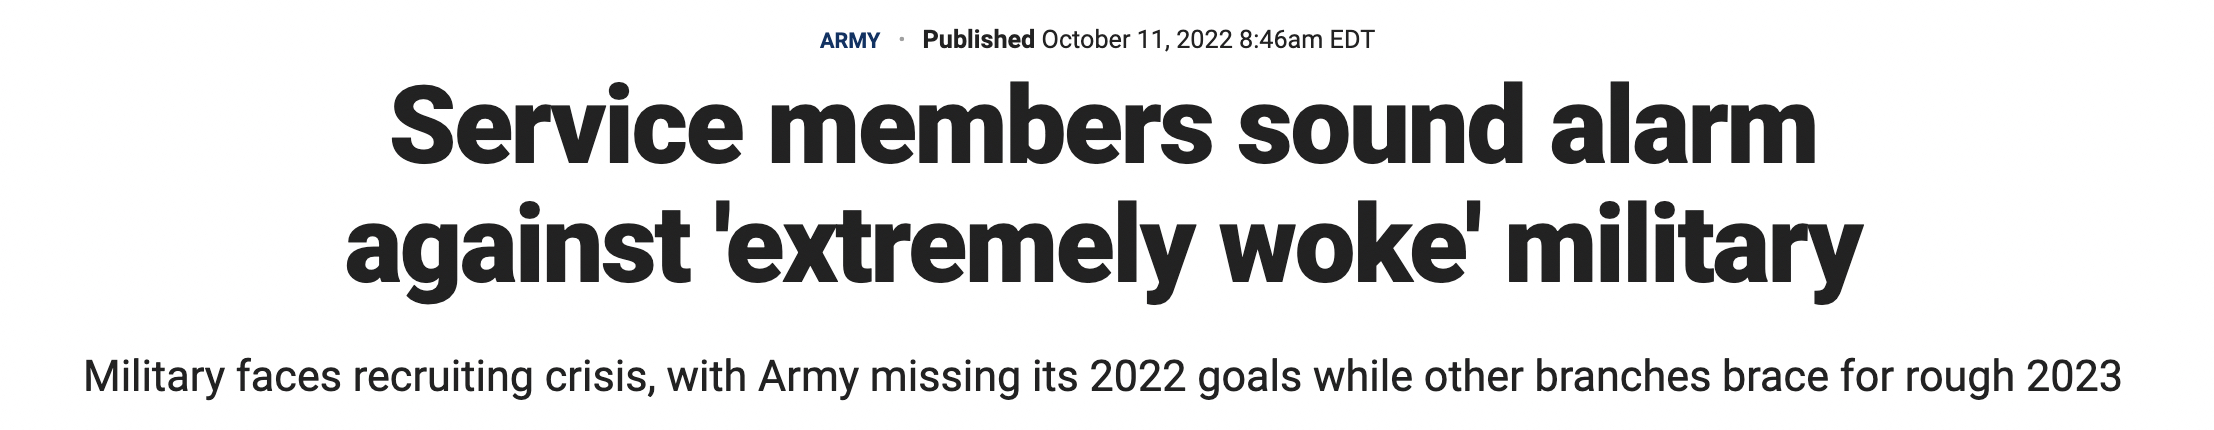 ARMY · Published October 11, 2022 8:46am EDT
Service members sound alarm
against 'extremely woke' military
Military faces recruiting crisis, with Army missing its 2022 goals while other branches brace for rough 2023